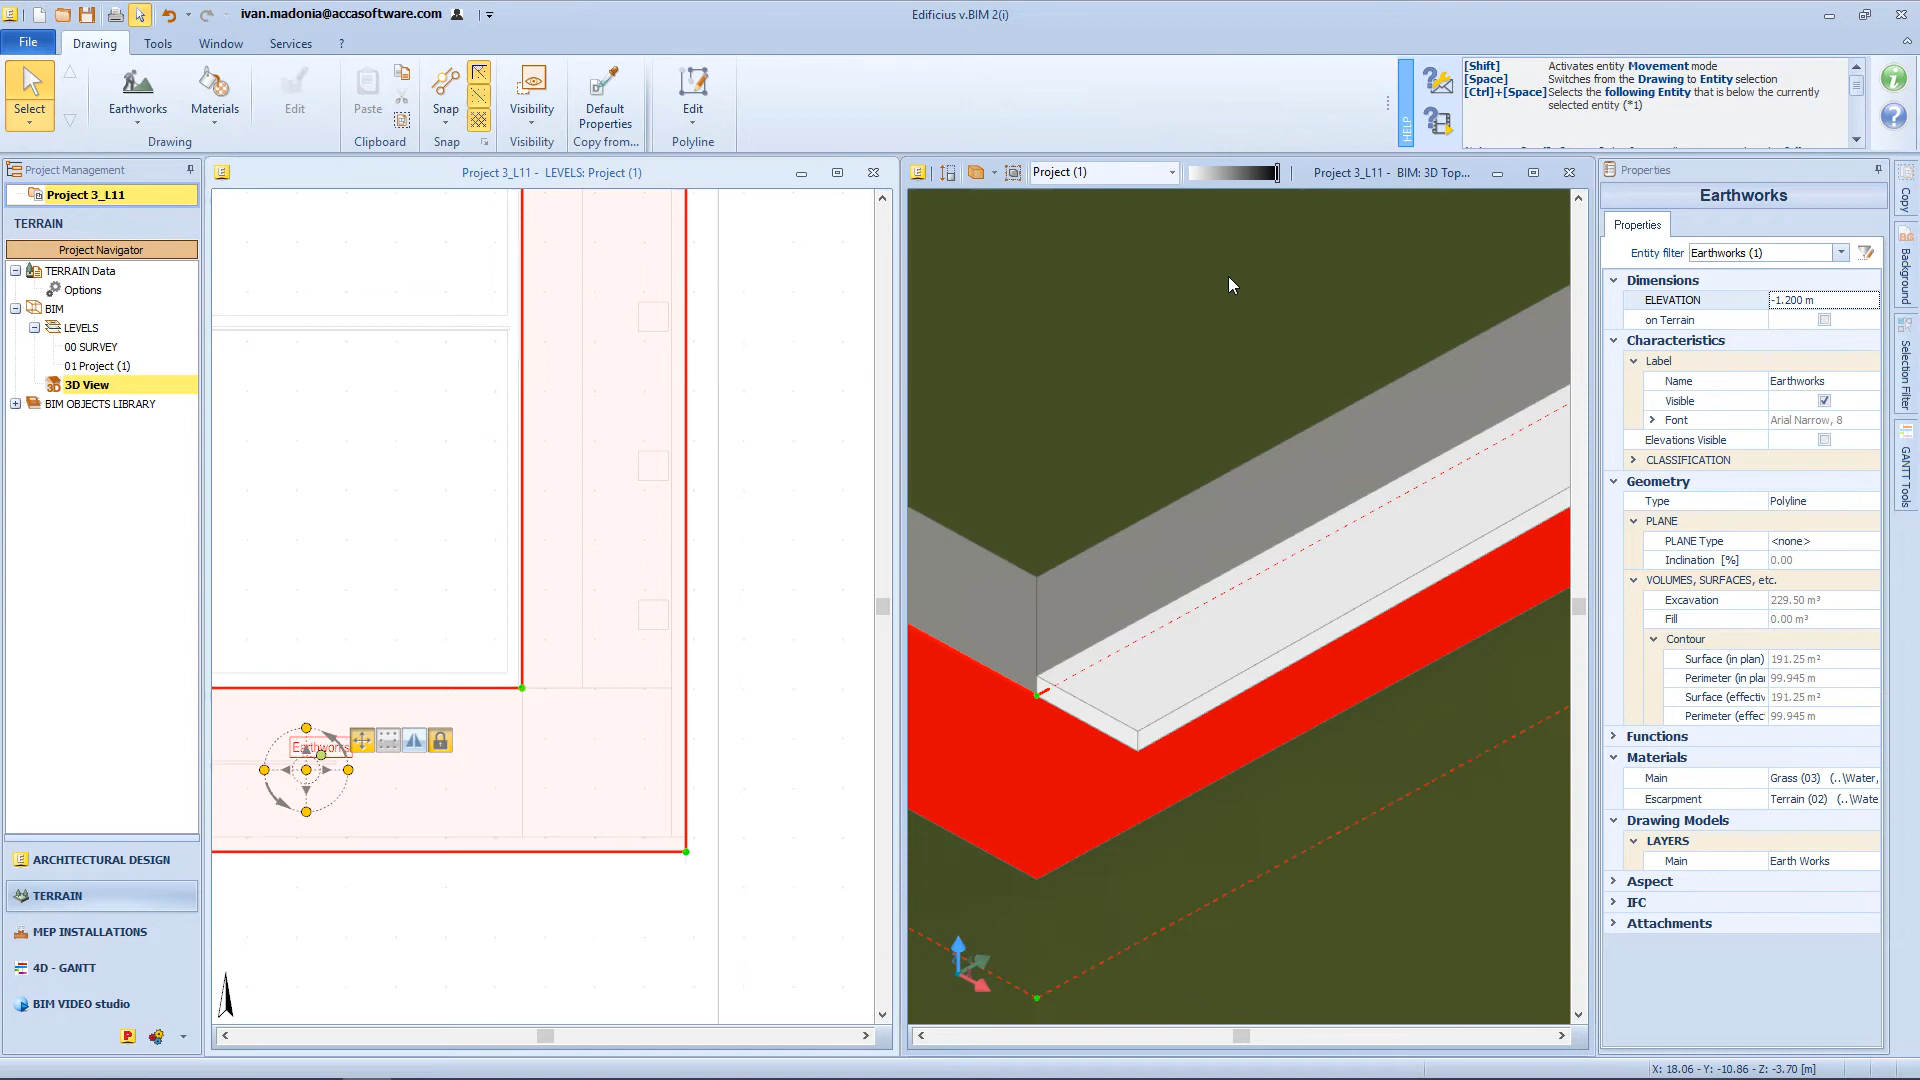 ivan.madonia@accasoftware.com
Edificius v.BIM 2(i)
File
Drawing
Tools
Window
Services
?
Select
Earthworks
Materials
Edit
Drawing
Paste
Clipboard
Snap
Snap
Visibility
Visibility
Default
Properties
Copy from...
Edit
Polyline
HELP
[Shift] Activates entity Movement mode
[Space] Switches from the Drawing to Entity selection
[Ctrl]+[Space] Selects the following Entity that is below the currently
selected entity (*1)
Project Management
Project 3_L11
TERRAIN
Project Navigator
TERRAIN Data
Options
BIM
LEVELS
00 SURVEY
01 Project (1)
3D View
BIM OBJECTS LIBRARY
ARCHITECTURAL DESIGN
TERRAIN
MEP INSTALLATIONS
4D - GANTT
BIM VIDEO studio
Project 3_L11 - LEVELS: Project (1)
Earthworks
Project (1)
Project 3_L11 - BIM: 3D Top...
Properties
Earthworks
Properties
Entity filter Earthworks (1)
Dimensions
ELEVATION -1.200 m
on Terrain
Characteristics
Label
Name Earthworks
Visible
Font Arial Narrow, 8
Elevations Visible
CLASSIFICATION
Geometry
Type Polyline
PLANE
PLANE Type <none>
Inclination [%] 0.00
VOLUMES, SURFACES, etc.
Excavation 229.50 m³
Fill 0.00 m³
Contour
Surface (in plan) 191.25 m²
Perimeter (in plan 99.945 m
Surface (effectiv 191.25 m²
Perimeter (effec 99.945 m
Functions
Materials
Main Grass (03) (..\Water,
Escarpment Terrain (02) (..\Wate
Drawing Models
LAYERS
Main Earth Works
Aspect
IFC
Attachments
Copy
Background
Selection Filter
GANTT Tools
X: 18.06 - Y: -10.86 - Z: -3.70 [m]